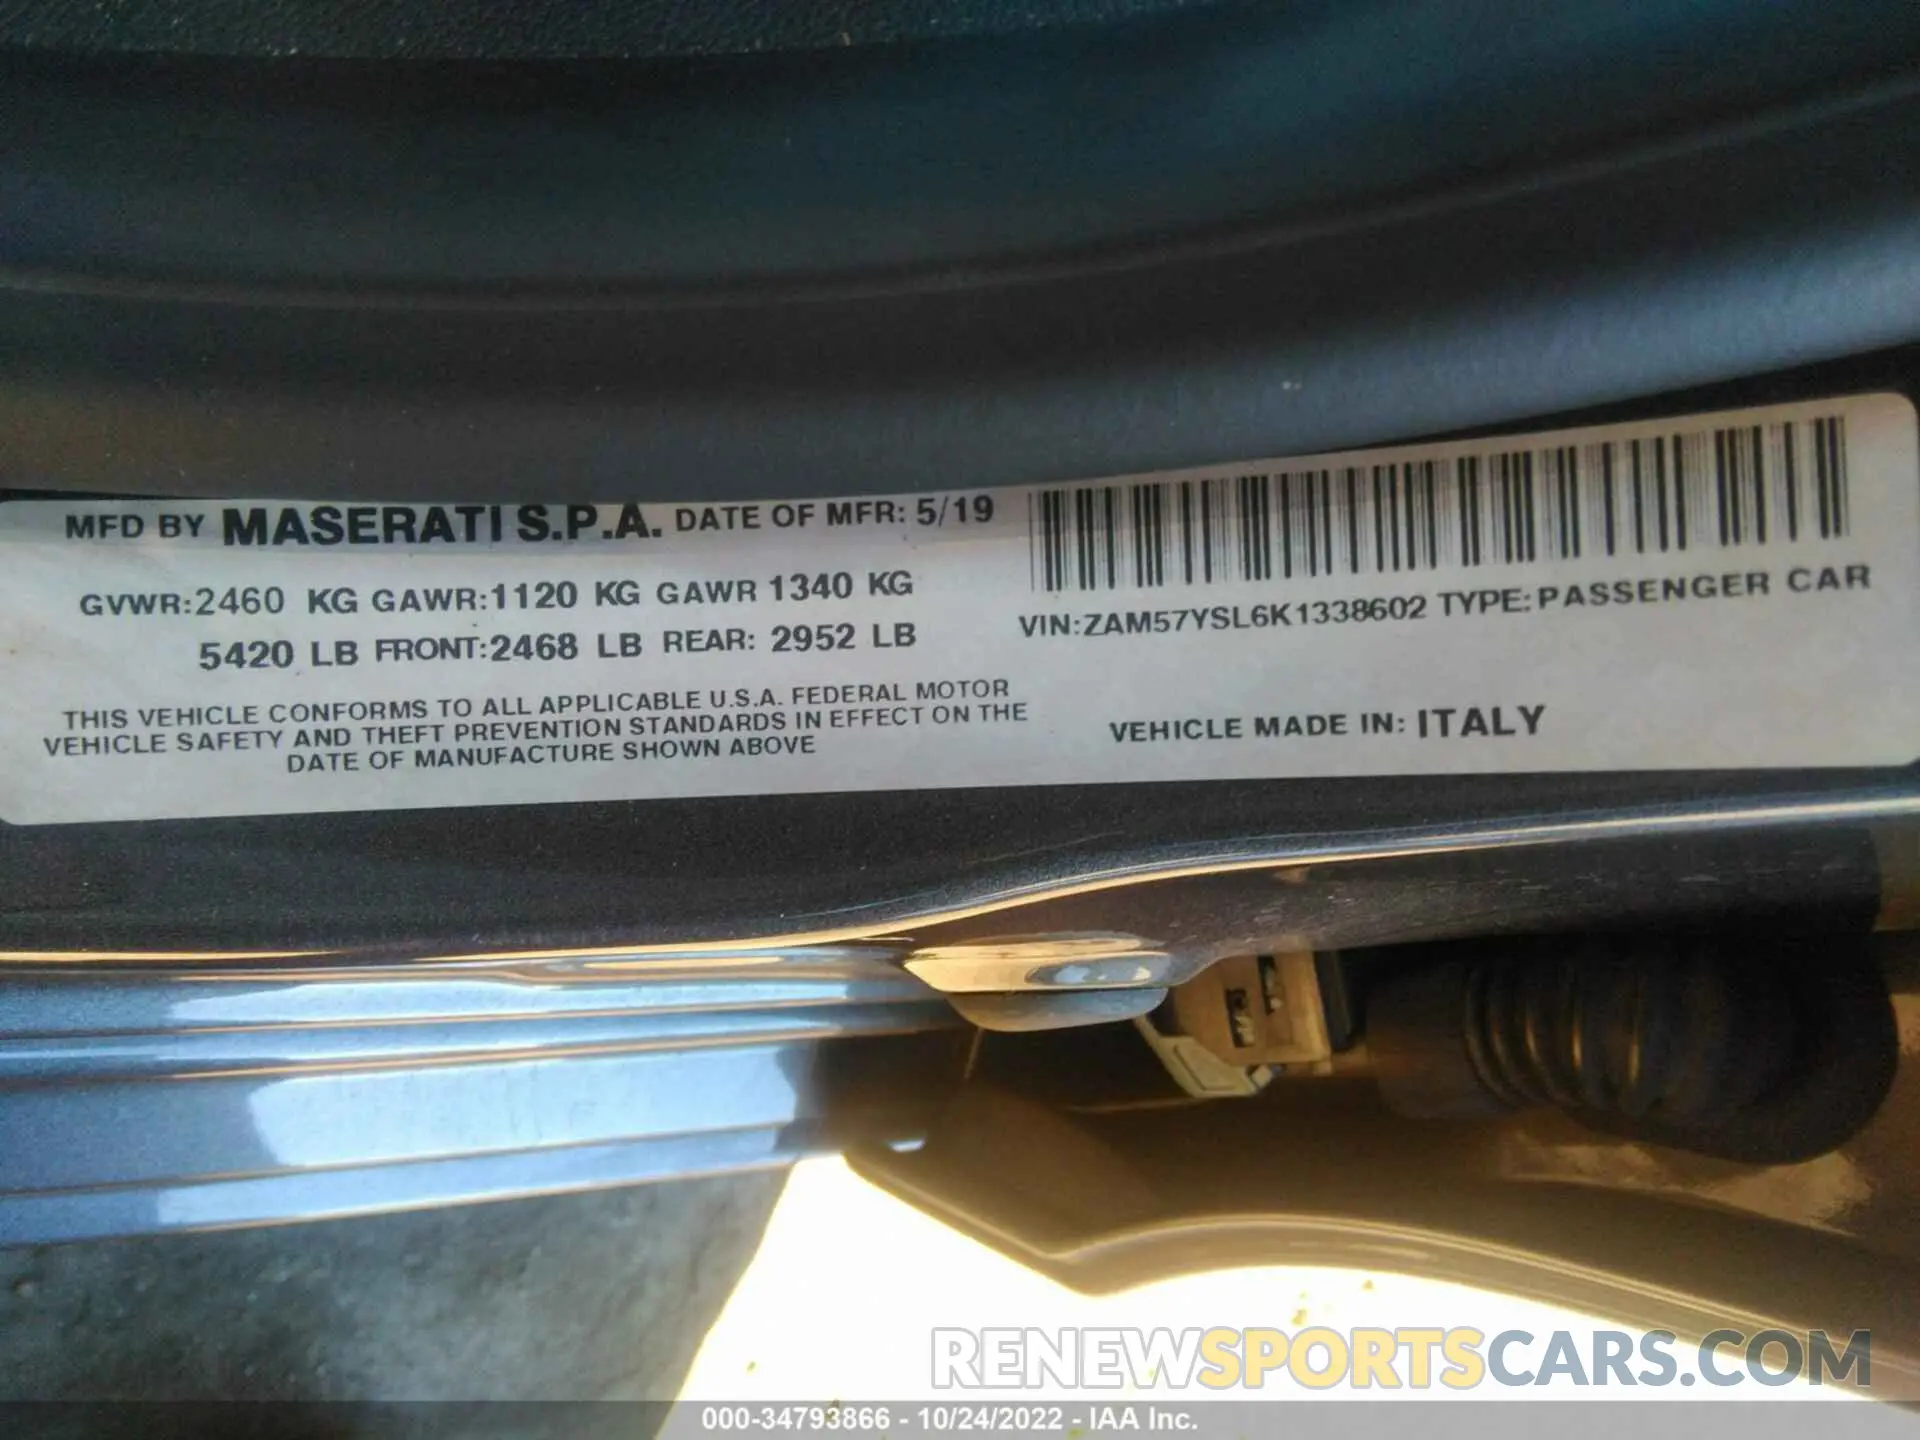 MFD BY MASERATI S.P.A. DATE OF MFR: 5/19
GVWR:2460 KG GAWR:1120 KG GAWR 1340 KG
5420 LB FRONT:2468 LB REAR: 2952 LB
THIS VEHICLE CONFORMS TO ALL APPLICABLE U.S.A. FEDERAL MOTOR
VEHICLE SAFETY AND THEFT PREVENTION STANDARDS IN EFFECT ON THE
DATE OF MANUFACTURE SHOWN ABOVE
VIN:ZAM57YSL6K1338602 TYPE:PASSENGER CAR
VEHICLE MADE IN: ITALY
RENEWSPORTSCARS.COM
000-34793866 - 10/24/2022 - IAA Inc.